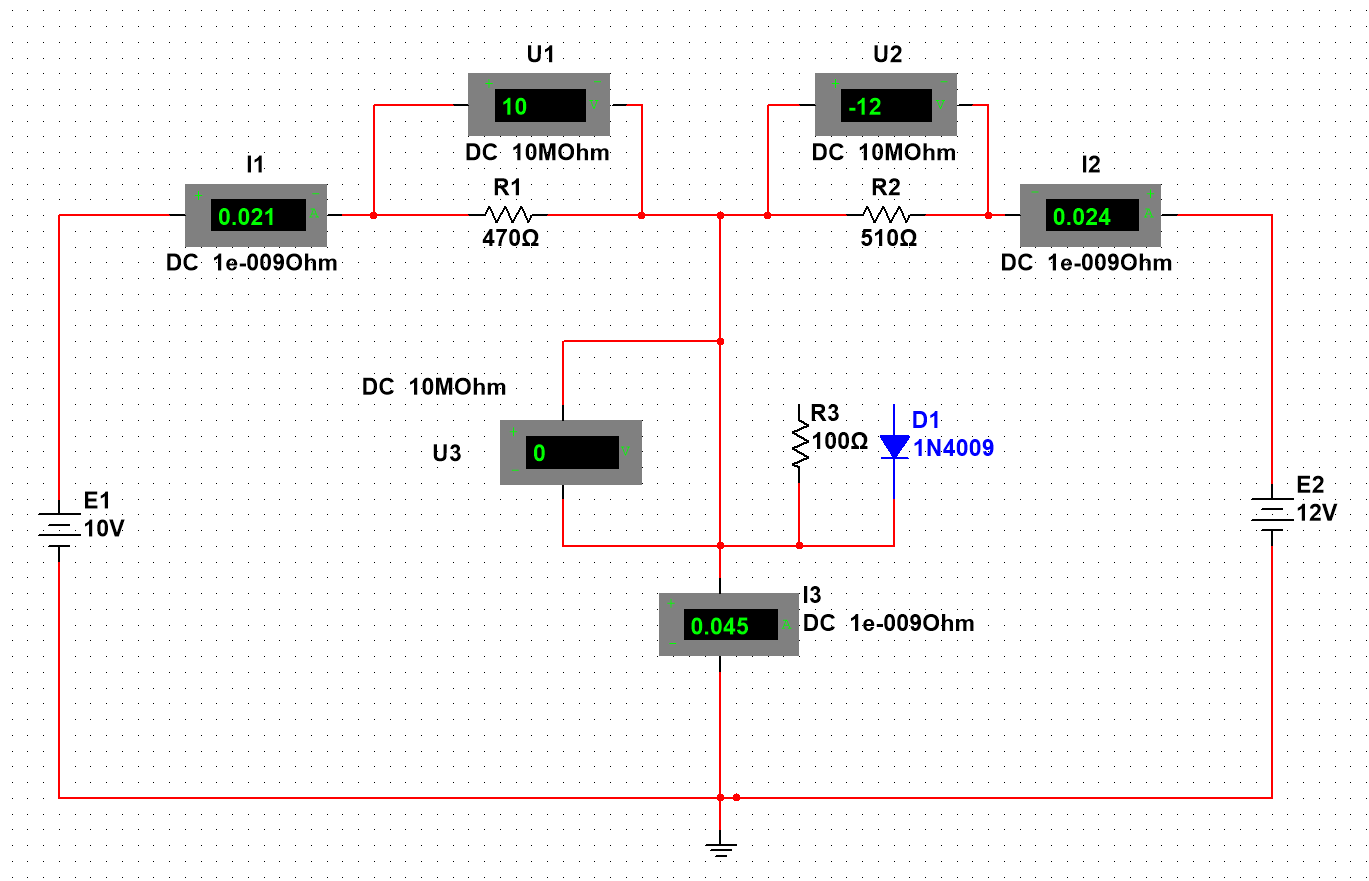 U1
U2
+ −
10 V
+ −
-12 V
DC 10MOhm
DC 10MOhm
I1
R1
R2
I2
+ −
0.021 A
− +
0.024 A
470Ω
510Ω
DC 1e-009Ohm
DC 1e-009Ohm
DC 10MOhm
U3
+
0 V
−
R3
100Ω
D1
1N4009
E1
10V
E2
12V
I3
DC 1e-009Ohm
+
0.045 A
−